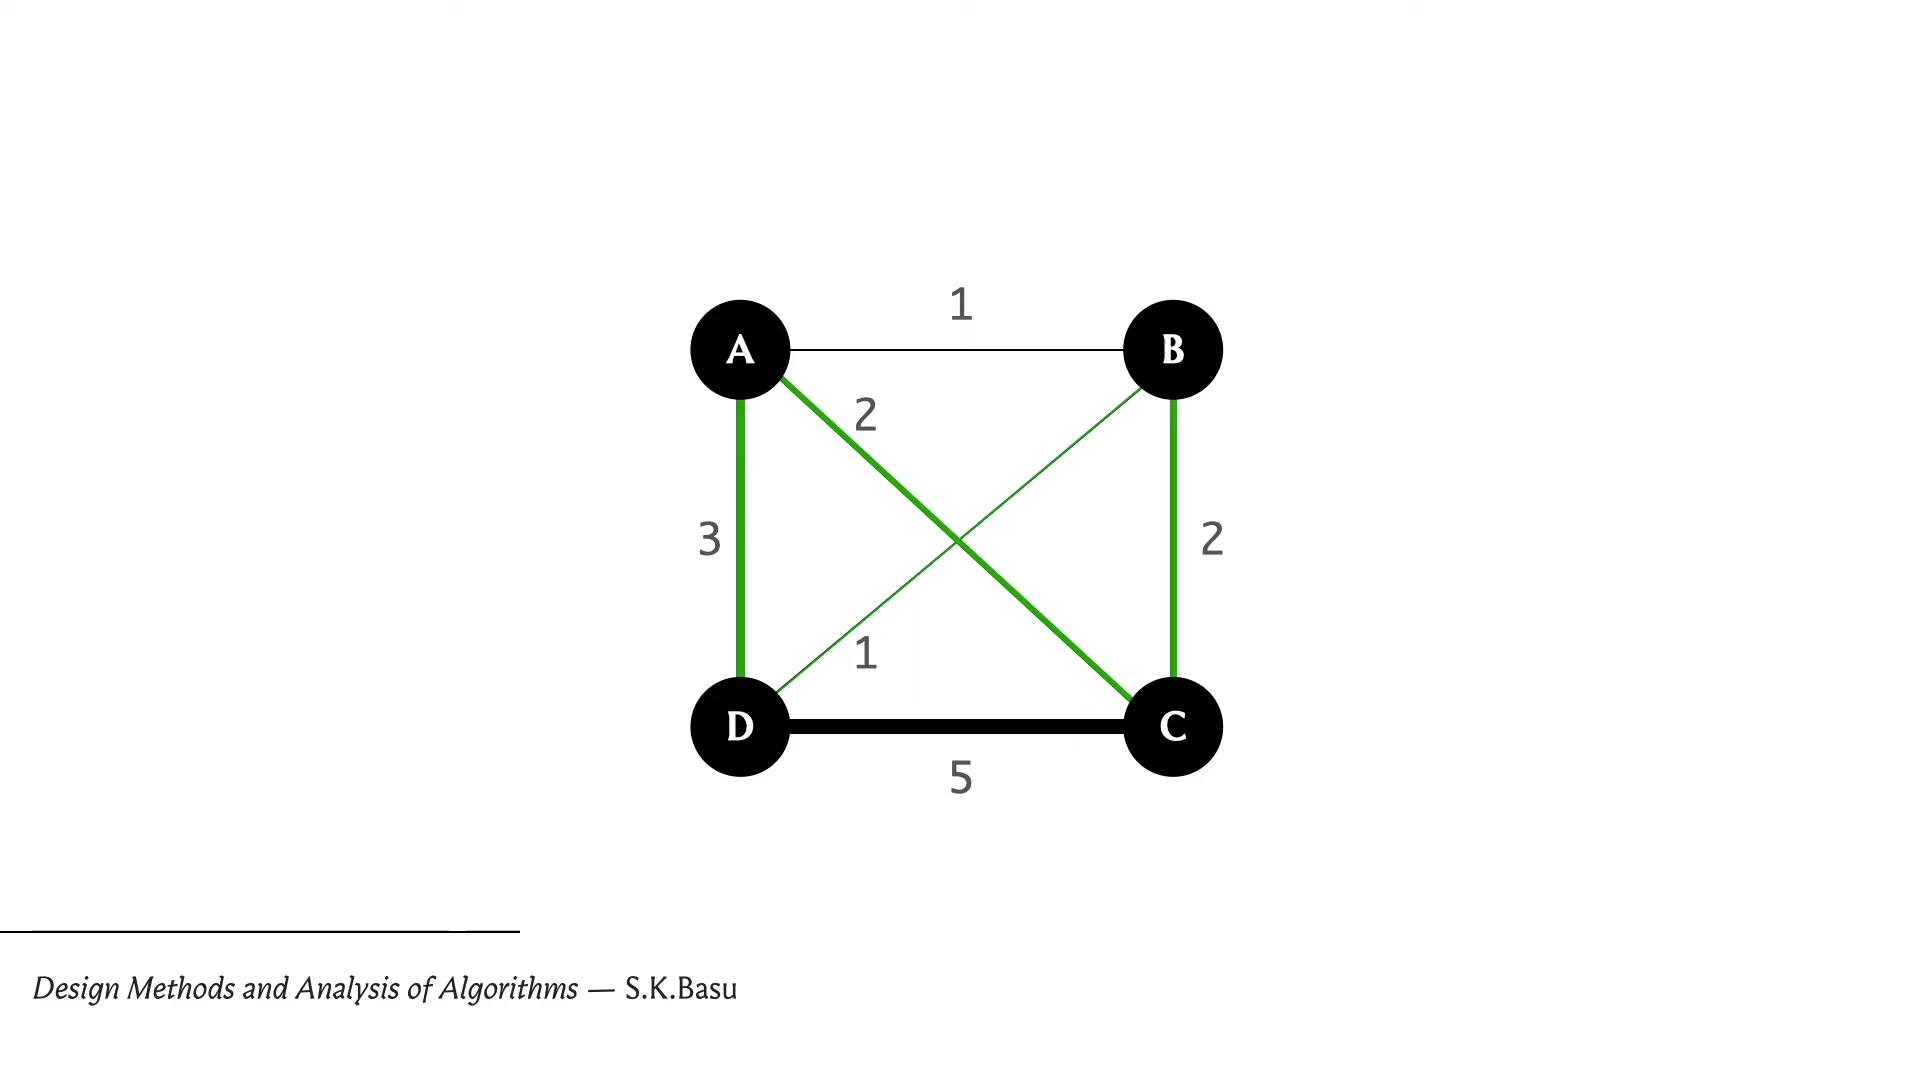 1
A
B
2
3
2
1
D
C
5
Design Methods and Analysis of Algorithms — S.K.Basu